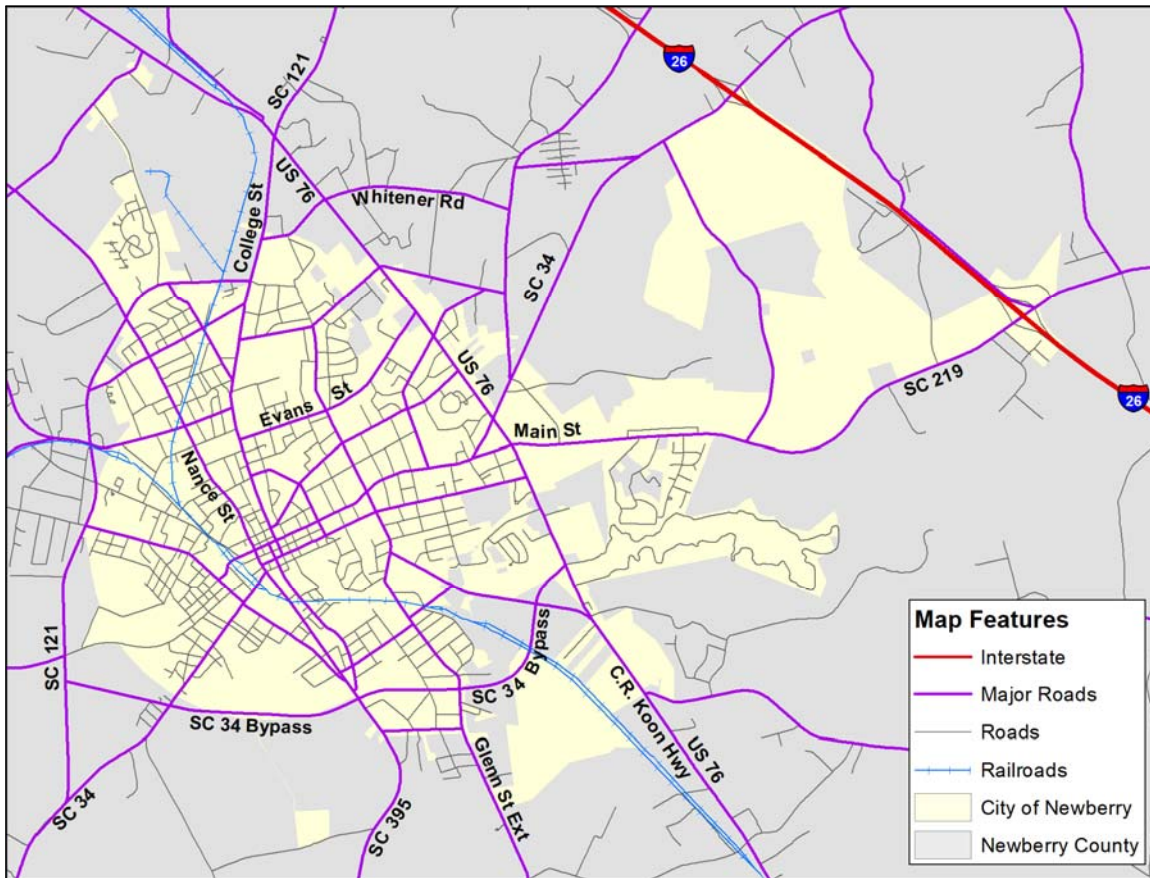 26
SC 121
US 76
College St
Whitener Rd
SC 34
US 76
Evans St
Main St
SC 219
26
Nance St
SC 121
SC 34 Bypass
SC 34 Bypass
C.R. Koon Hwy
US 76
Glenn St Ext
SC 34
SC 395
Map Features
Interstate
Major Roads
Roads
Railroads
City of Newberry
Newberry County